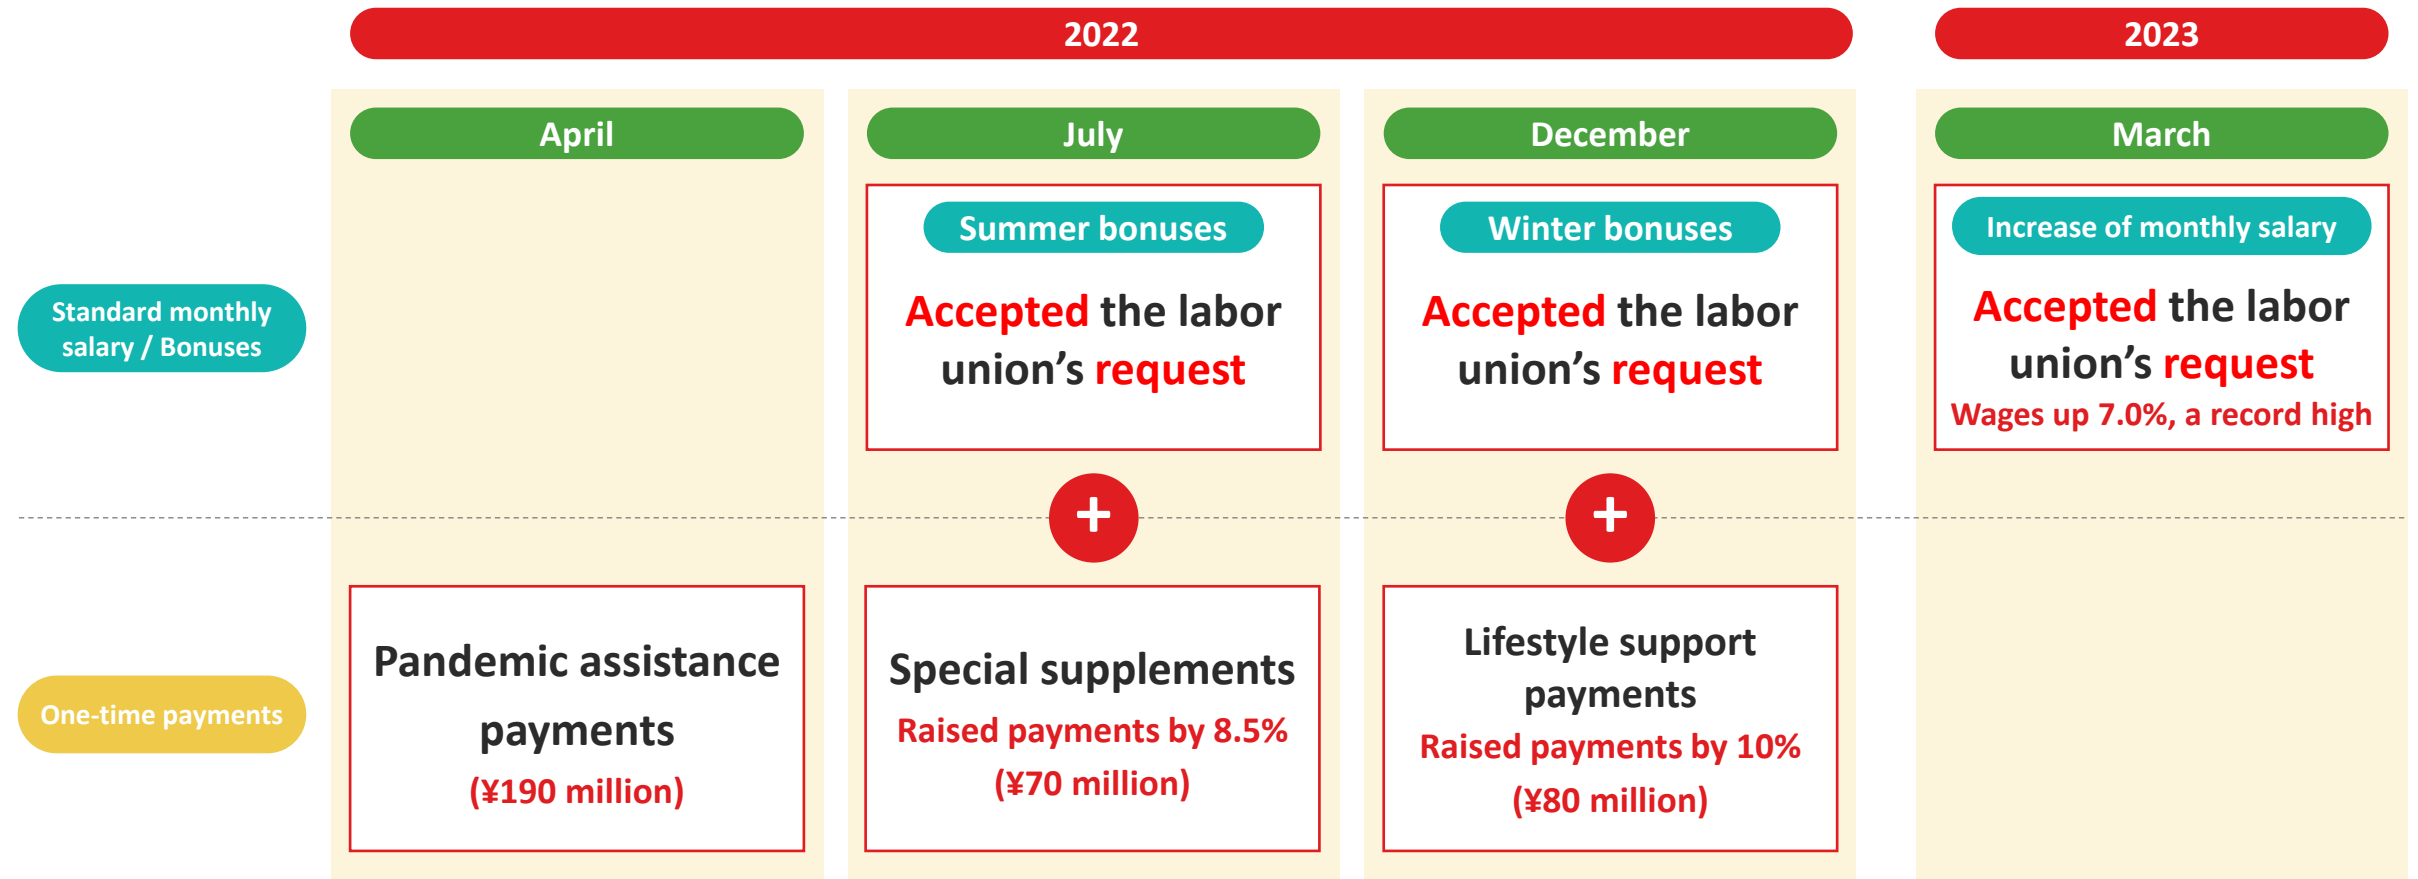 2022
2023
April
July
December
March
Standard monthly
salary / Bonuses
Summer bonuses
Accepted the labor
union’s request
Winter bonuses
Accepted the labor
union’s request
Increase of monthly salary
Accepted the labor
union’s request
Wages up 7.0%, a record high
+
+
One-time payments
Pandemic assistance
payments
(¥190 million)
Special supplements
Raised payments by 8.5%
(¥70 million)
Lifestyle support
payments
Raised payments by 10%
(¥80 million)